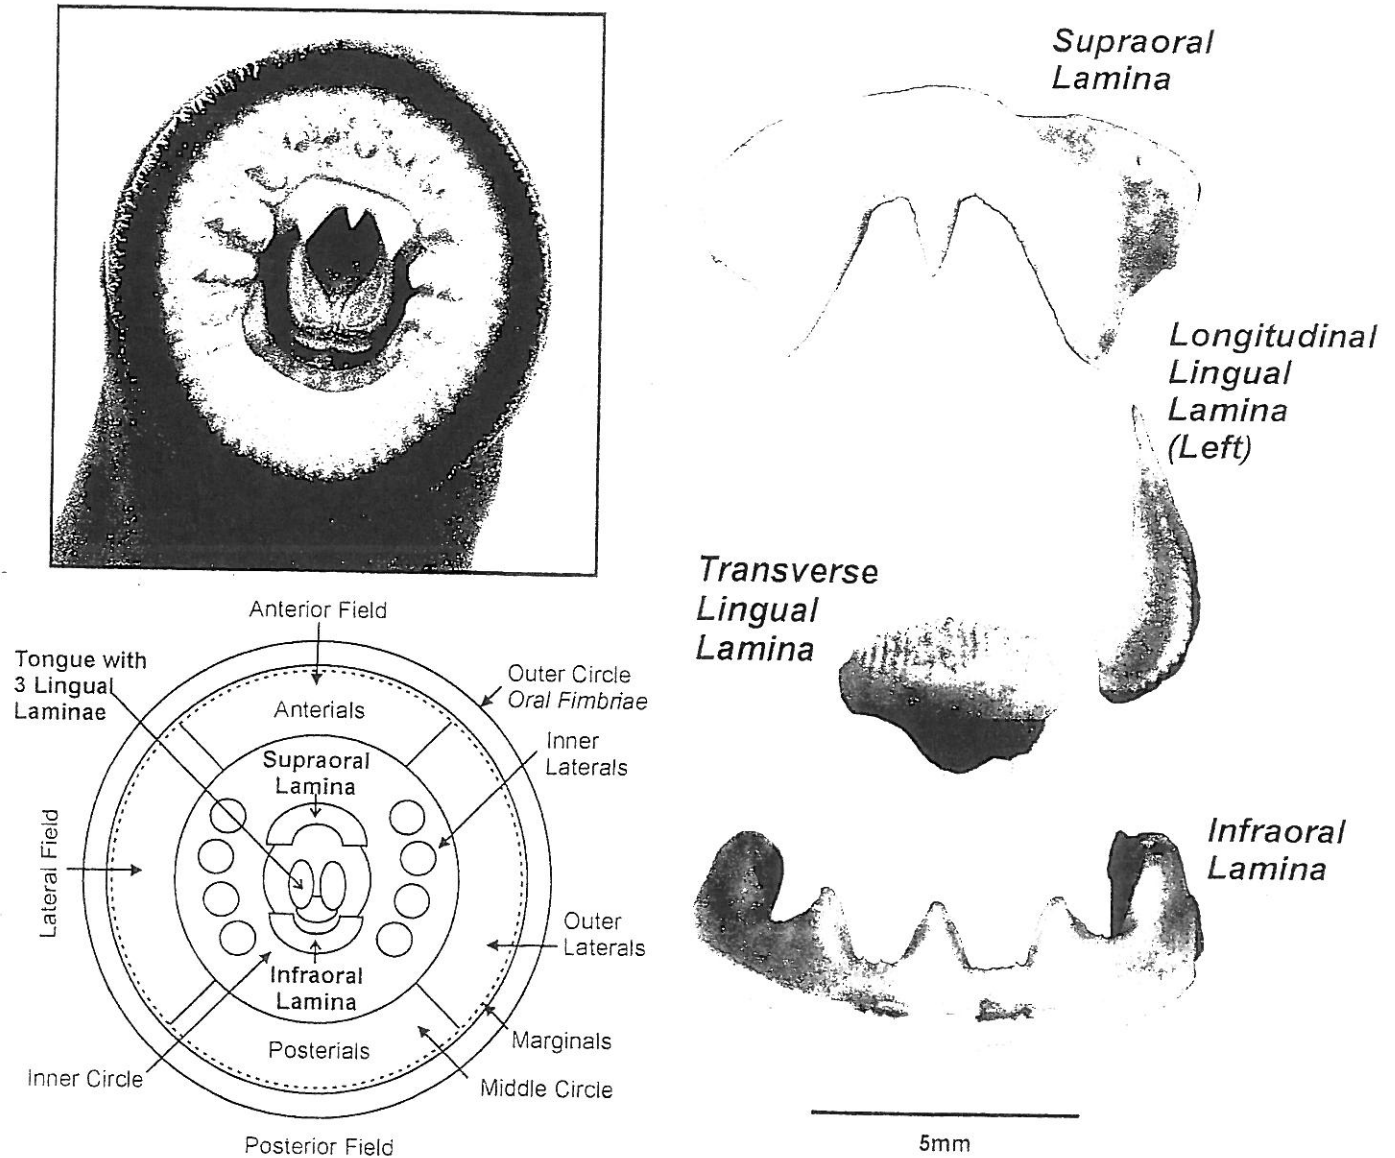 Supraoral
Lamina
Longitudinal
Lingual
Lamina
(Left)
Transverse
Lingual
Lamina
Infraoral
Lamina
5mm
Anterior Field
Tongue with
3 Lingual
Laminae
Outer Circle
Oral Fimbriae
Anterials
Inner
Laterals
Supraoral
Lamina
Lateral Field
Outer
Laterals
Infraoral
Lamina
Marginals
Posterials
Inner Circle
Middle Circle
Posterior Field